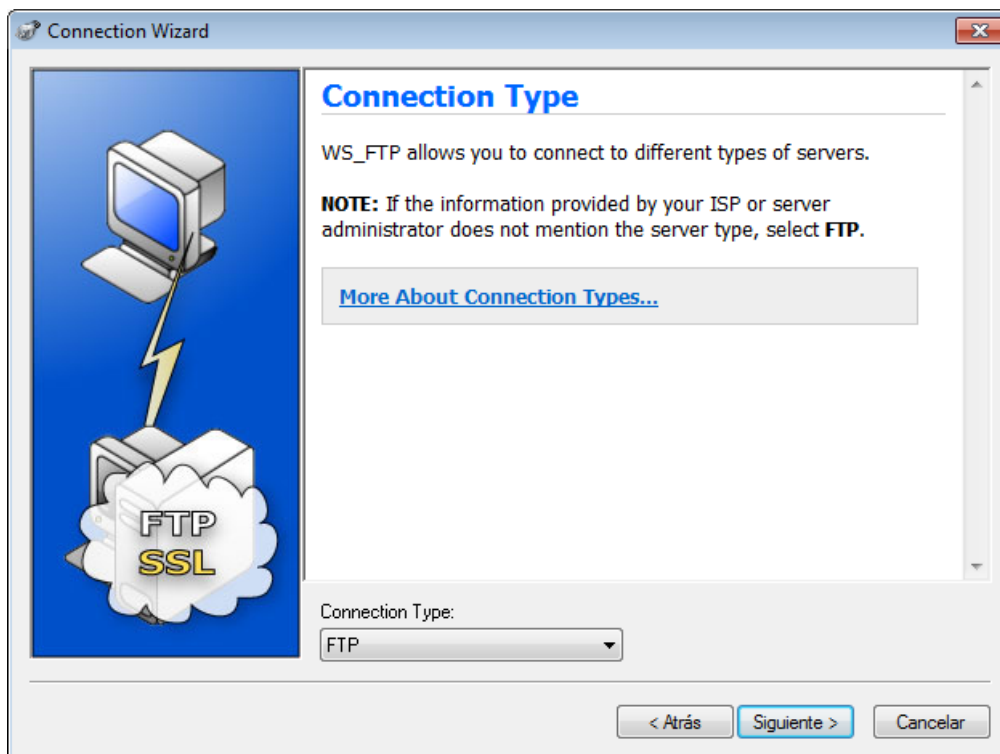 Connection Wizard
Connection Type
WS_FTP allows you to connect to different types of servers.
NOTE: If the information provided by your ISP or server
administrator does not mention the server type, select FTP.
More About Connection Types...
FTP
SSL
Connection Type:
FTP
< Atrás
Siguiente >
Cancelar